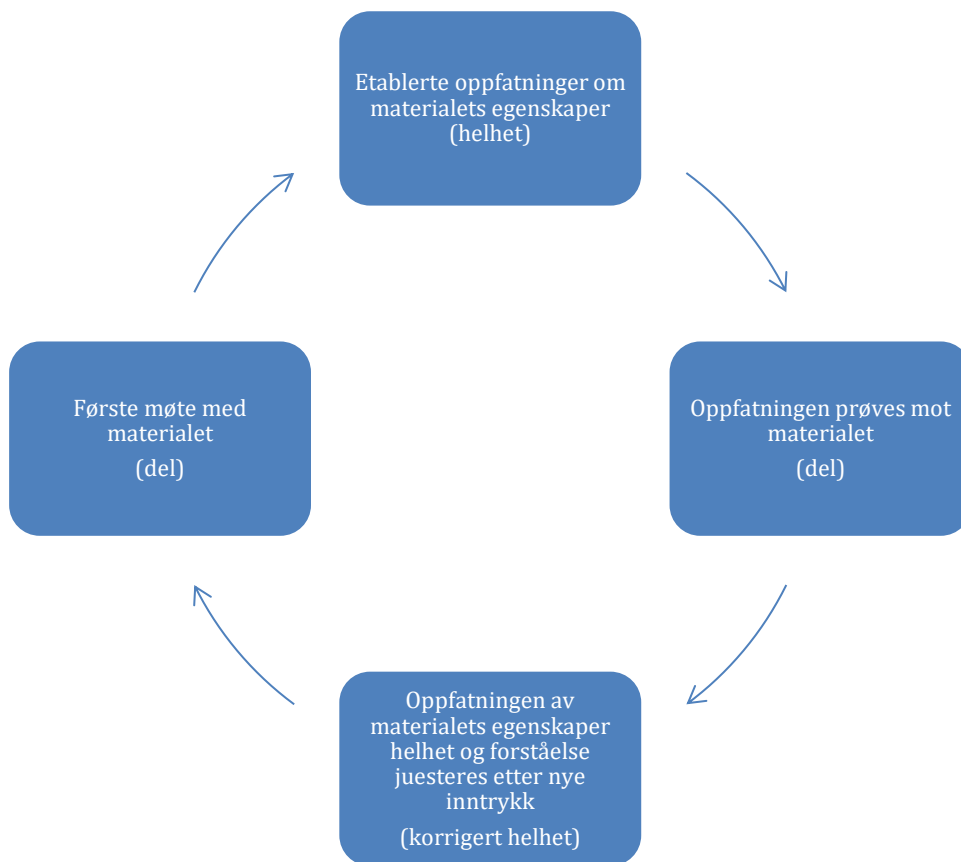 Etablerte oppfatninger om
materialets egenskaper
(helhet)
Første møte med
materialet
(del)
Oppfatningen prøves mot
materialet
(del)
Oppfatningen av
materialets egenskaper
helhet og forståelse
juesteres etter nye
inntrykk
(korrigert helhet)